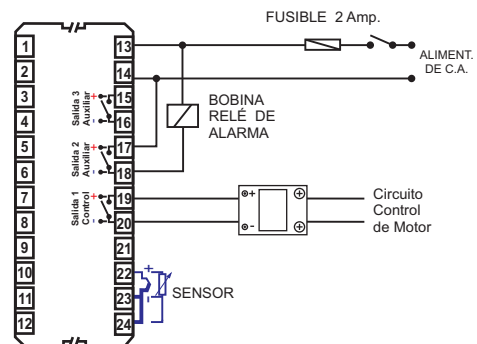 FUSIBLE 2 Amp.
ALIMENT.
DE C.A.
BOBINA
RELÉ DE
ALARMA
Salida 3
Auxiliar
+
-
Salida 2
Auxiliar
+
-
Salida 1
Control
+
-
+
-
Circuito
Control
de Motor
+
-
SENSOR
1
2
3
4
5
6
7
8
9
10
11
12
13
14
15
16
17
18
19
20
21
22
23
24